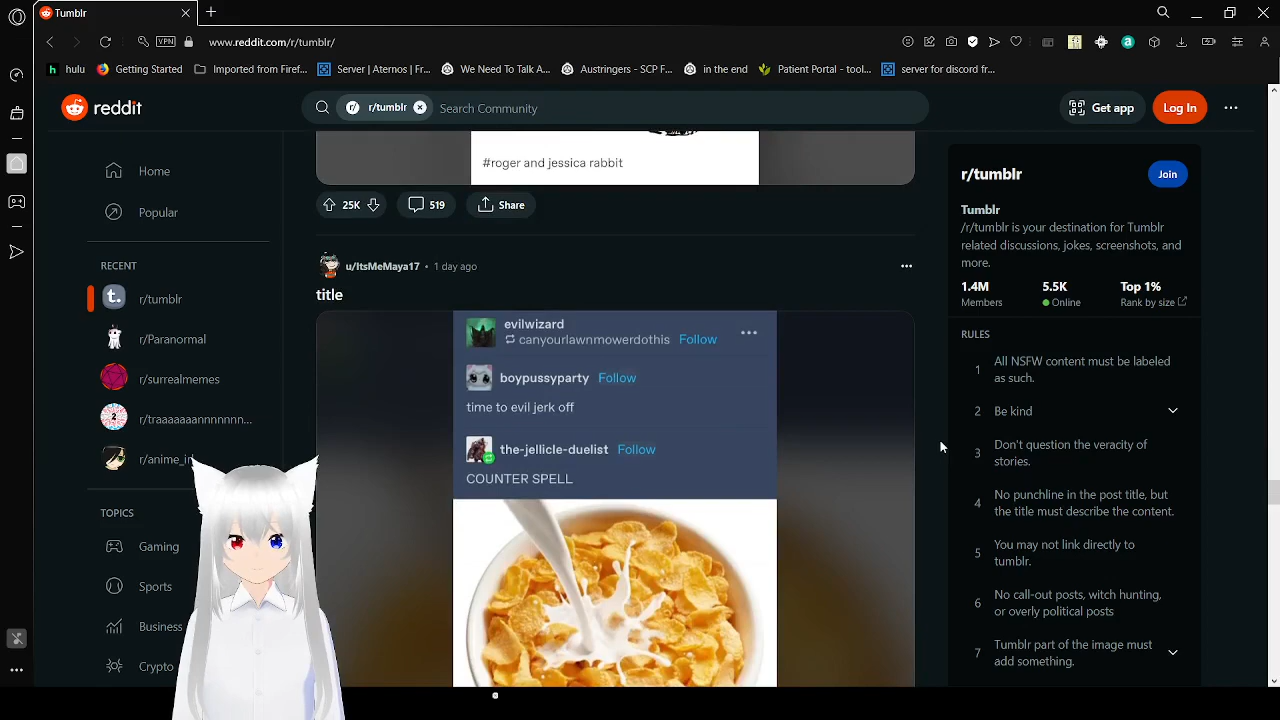 Tumblr
VPN
www.reddit.com/r/tumblr/
hulu
Getting Started
Imported from Firef...
Server | Aternos | Fr...
We Need To Talk A...
Austringers - SCP F...
in the end
Patient Portal - tool...
server for discord fr...
reddit
r/tumblr
Search Community
Get app
Log In
Home
Popular
RECENT
r/tumblr
r/Paranormal
r/surrealmemes
r/traaaaaaannnnnnn...
r/anime_i
TOPICS
Gaming
Sports
Business
Crypto
#roger and jessica rabbit
25K
519
Share
u/ItsMeMaya17 • 1 day ago
title
evilwizard
canyourlawnmowerdothis Follow
boypussyparty Follow
time to evil jerk off
the-jellicle-duelist Follow
COUNTER SPELL
r/tumblr
Join
Tumblr
/r/tumblr is your destination for Tumblr
related discussions, jokes, screenshots, and
more.
1.4M 5.5K Top 1%
Members Online Rank by size
RULES
1 All NSFW content must be labeled
as such.
2 Be kind
3 Don't question the veracity of
stories.
4 No punchline in the post title, but
the title must describe the content.
5 You may not link directly to
tumblr.
6 No call-out posts, witch hunting,
or overly political posts
7 Tumblr part of the image must
add something.